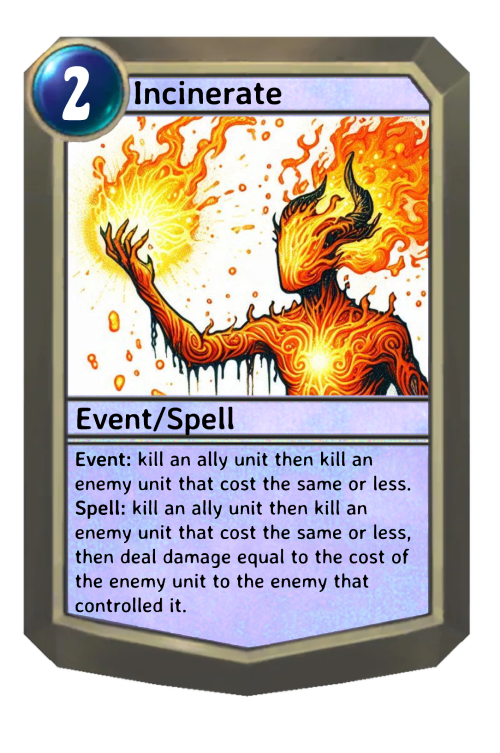 2
Incinerate
Event/Spell
Event: kill an ally unit then kill an
enemy unit that cost the same or less.
Spell: kill an ally unit then kill an
enemy unit that cost the same or less,
then deal damage equal to the cost of
the enemy unit to the enemy that
controlled it.